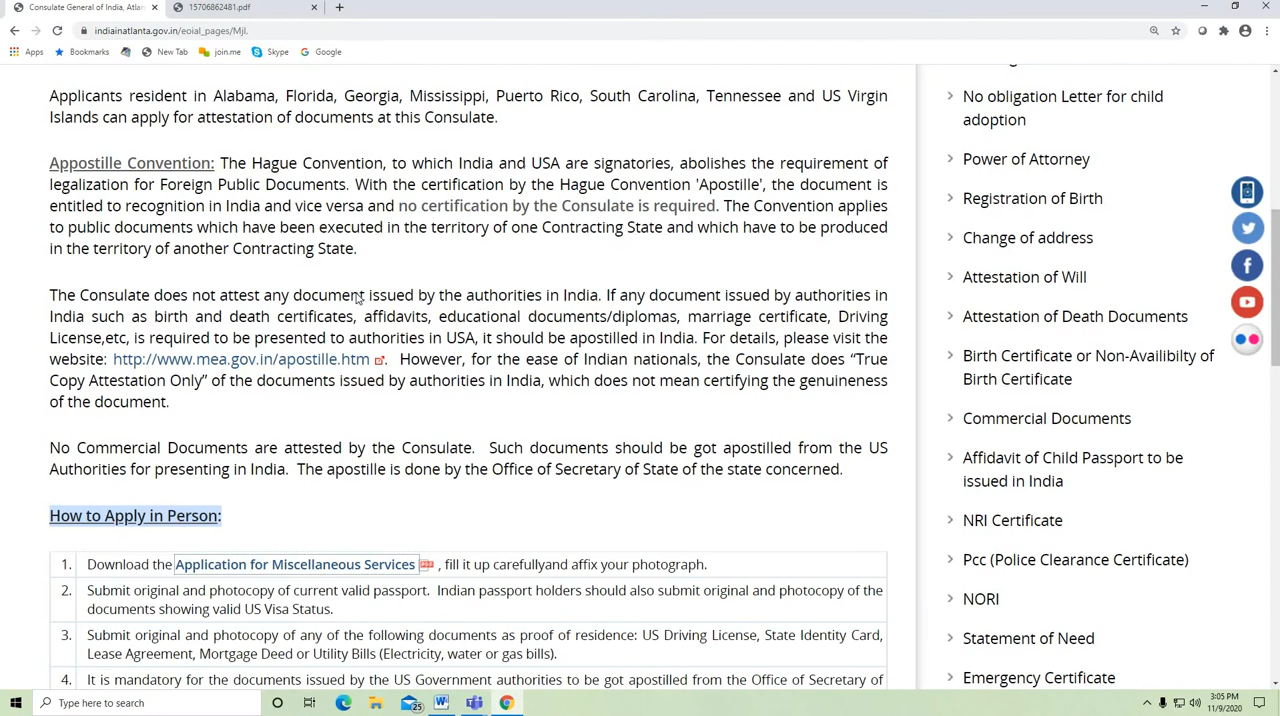 Consulate General of India, Atlan
15706862481.pdf
indiainatlanta.gov.in/eoial_pages/MjI,
Apps
Bookmarks
New Tab
join.me
Skype
Google
Applicants resident in Alabama, Florida, Georgia, Mississippi, Puerto Rico, South Carolina, Tennessee and US Virgin
Islands can apply for attestation of documents at this Consulate.
Appostille Convention: The Hague Convention, to which India and USA are signatories, abolishes the requirement of
legalization for Foreign Public Documents. With the certification by the Hague Convention 'Apostille', the document is
entitled to recognition in India and vice versa and no certification by the Consulate is required. The Convention applies
to public documents which have been executed in the territory of one Contracting State and which have to be produced
in the territory of another Contracting State.
The Consulate does not attest any document issued by the authorities in India. If any document issued by authorities in
India such as birth and death certificates, affidavits, educational documents/diplomas, marriage certificate, Driving
License,etc, is required to be presented to authorities in USA, it should be apostilled in India. For details, please visit the
website: http://www.mea.gov.in/apostille.htm . However, for the ease of Indian nationals, the Consulate does “True
Copy Attestation Only” of the documents issued by authorities in India, which does not mean certifying the genuineness
of the document.
No Commercial Documents are attested by the Consulate. Such documents should be got apostilled from the US
Authorities for presenting in India. The apostille is done by the Office of Secretary of State of the state concerned.
How to Apply in Person:
1. Download the Application for Miscellaneous Services , fill it up carefullyand affix your photograph.
2. Submit original and photocopy of current valid passport. Indian passport holders should also submit original and photocopy of the
documents showing valid US Visa Status.
3. Submit original and photocopy of any of the following documents as proof of residence: US Driving License, State Identity Card,
Lease Agreement, Mortgage Deed or Utility Bills (Electricity, water or gas bills).
4. It is mandatory for the documents issued by the US Government authorities to be got apostilled from the Office of Secretary of
No obligation Letter for child
adoption
Power of Attorney
Registration of Birth
Change of address
Attestation of Will
Attestation of Death Documents
Birth Certificate or Non-Availibilty of
Birth Certificate
Commercial Documents
Affidavit of Child Passport to be
issued in India
NRI Certificate
Pcc (Police Clearance Certificate)
NORI
Statement of Need
Emergency Certificate
Type here to search
25
3:05 PM
11/9/2020